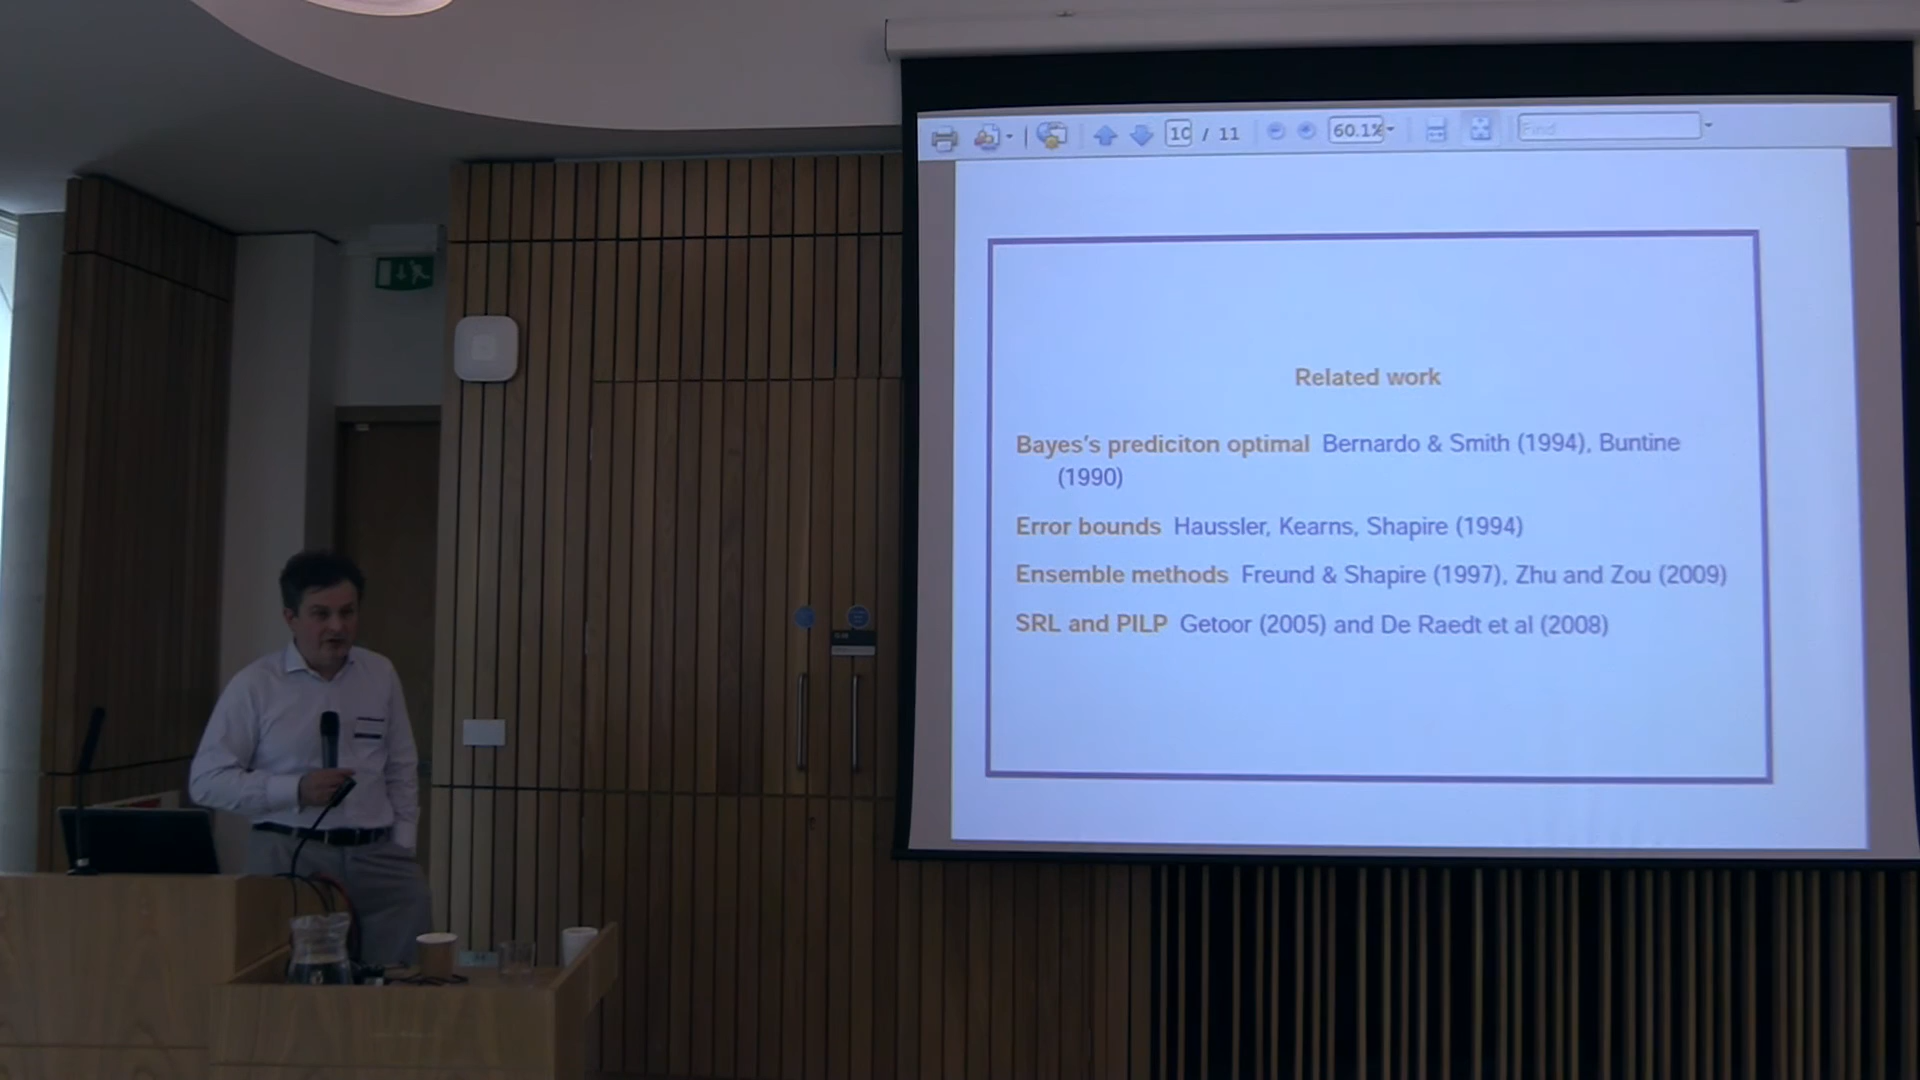 10 / 11 60.1% Find
Related work
Bayes's prediciton optimal Bernardo & Smith (1994), Buntine
(1990)
Error bounds Haussler, Kearns, Shapire (1994)
Ensemble methods Freund & Shapire (1997), Zhu and Zou (2009)
SRL and PILP Getoor (2005) and De Raedt et al (2008)